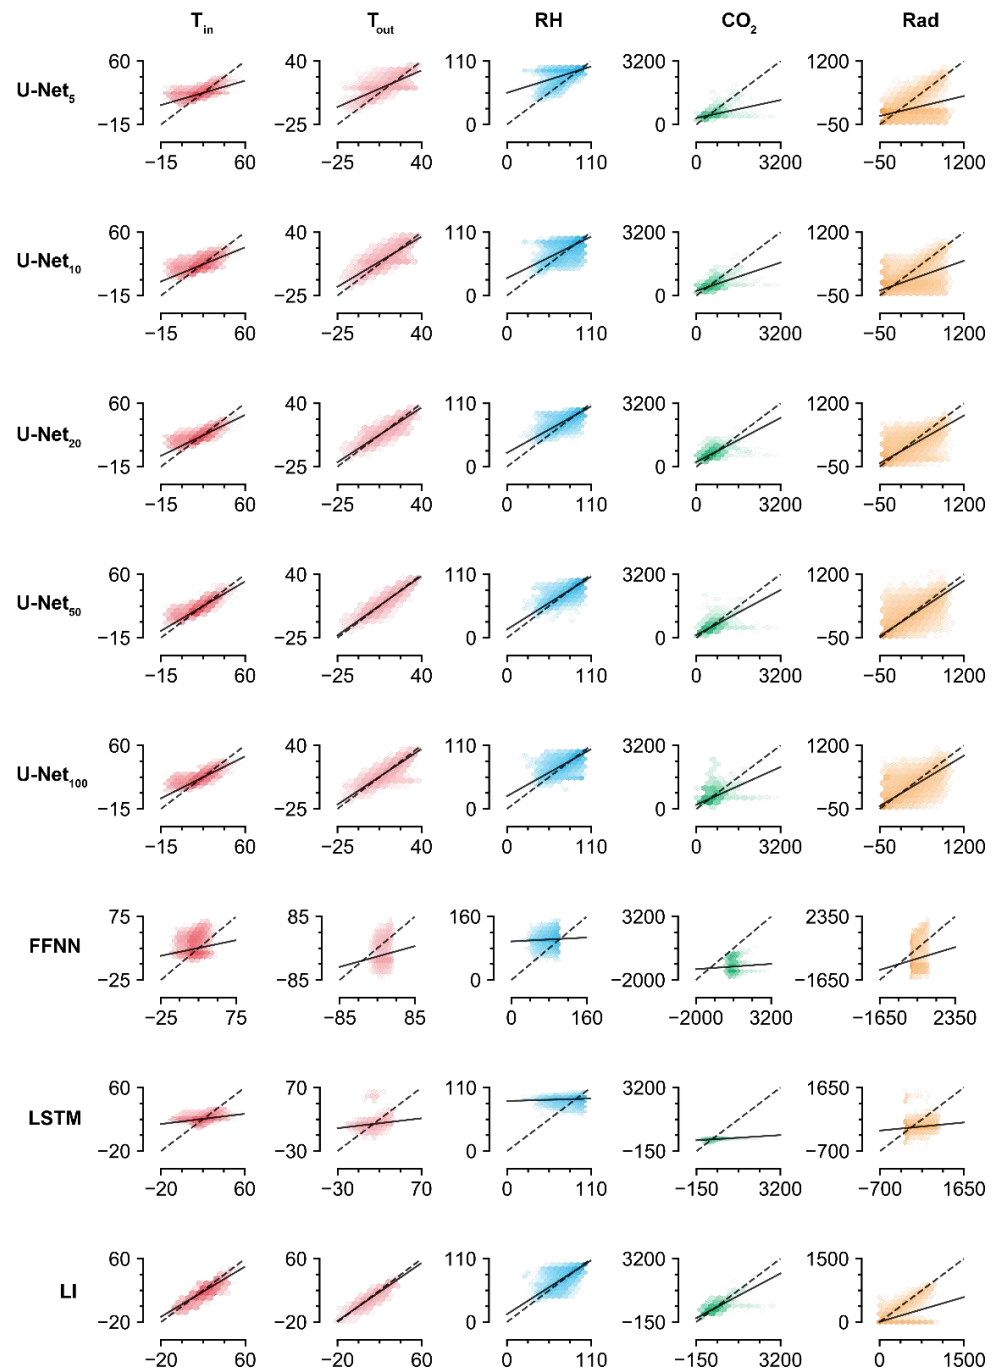 T_in T_out RH CO_2 Rad
U-Net_5
60 40 110 3200 1200
−15 −25 0 0 −50
−15 60 −25 40 0 110 0 3200 −50 1200
U-Net_10
60 40 110 3200 1200
−15 −25 0 0 −50
−15 60 −25 40 0 110 0 3200 −50 1200
U-Net_20
60 40 110 3200 1200
−15 −25 0 0 −50
−15 60 −25 40 0 110 0 3200 −50 1200
U-Net_50
60 40 110 3200 1200
−15 −25 0 0 −50
−15 60 −25 40 0 110 0 3200 −50 1200
U-Net_100
60 40 110 3200 1200
−15 −25 0 0 −50
−15 60 −25 40 0 110 0 3200 −50 1200
FFNN
75 85 160 3200 2350
−25 −85 0 −2000 −1650
−25 75 −85 85 0 160 −2000 3200 −1650 2350
LSTM
60 70 110 3200 1650
−20 −30 0 −150 −700
−20 60 −30 70 0 110 −150 3200 −700 1650
LI
60 60 110 3200 1500
−20 −20 0 −150 0
−20 60 −20 60 0 110 −150 3200 0 1500